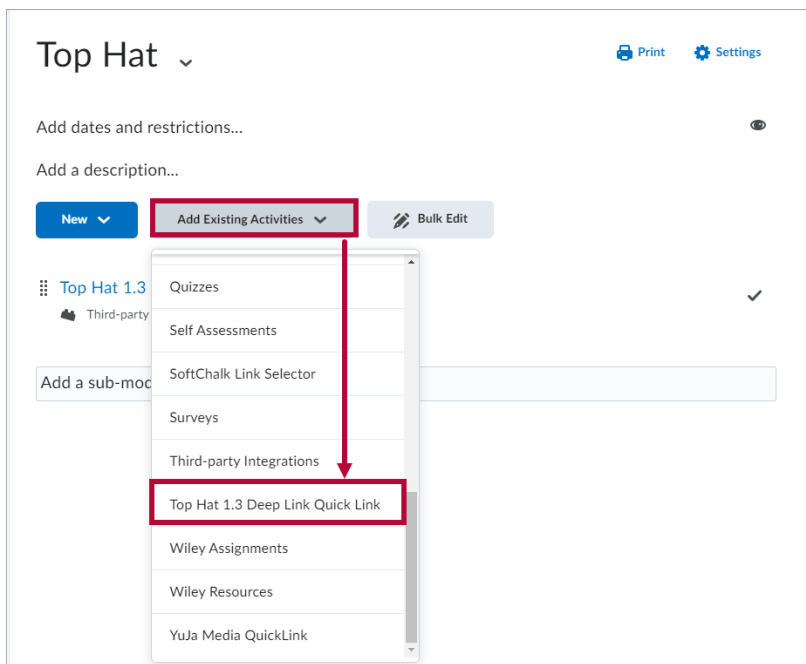 Top Hat
Print
Settings
Add dates and restrictions...
Add a description...
New
Add Existing Activities
Bulk Edit
Quizzes
Top Hat 1.3
Third-party
Self Assessments
SoftChalk Link Selector
Add a sub-mod
Surveys
Third-party Integrations
Top Hat 1.3 Deep Link Quick Link
Wiley Assignments
Wiley Resources
YuJa Media QuickLink